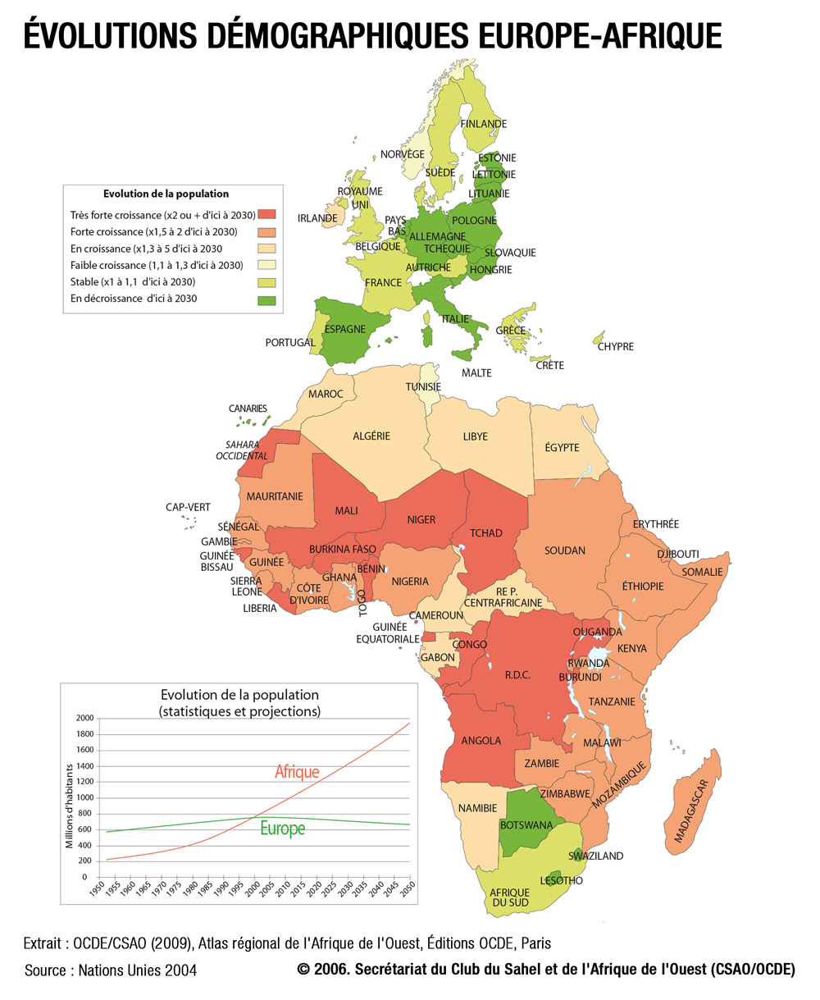 ÉVOLUTIONS DÉMOGRAPHIQUES EUROPE-AFRIQUE
FINLANDE
NORVÈGE
SUÈDE
ESTONIE
LETTONIE
LITUANIE
ROYAUME
UNI
IRLANDE
PAYS
BAS
POLOGNE
ALLEMAGNE
BELGIQUE
TCHEQUIE
SLOVAQUIE
AUTRICHE
HONGRIE
FRANCE
ITALIE
ESPAGNE
PORTUGAL
GRÈCE
CHYPRE
CRÈTE
MALTE
Evolution de la population
Très forte croissance (x2 ou + d'ici à 2030)
Forte croissance (x1,5 à 2 d'ici à 2030)
En croissance (x1,3 à 5 d'ici à 2030
Faible croissance (1,1 à 1,3 d'ici à 2030)
Stable (x1 à 1,1 d'ici à 2030)
En décroissance d'ici à 2030
TUNISIE
MAROC
CANARIES
ALGÉRIE
LIBYE
ÉGYPTE
SAHARA
OCCIDENTAL
MAURITANIE
CAP-VERT
MALI
NIGER
TCHAD
SOUDAN
ERYTHRÉE
SÉNÉGAL
GAMBIE
GUINÉE
BISSAU
GUINÉE
BURKINA FASO
DJIBOUTI
SOMALIE
SIERRA
LEONE
LIBERIA
CÔTE
D'IVOIRE
GHANA
TOGO
BÉNIN
NIGERIA
ÉTHIOPIE
RE P.
CENTRAFRICAINE
CAMEROUN
GUINÉE
EQUATORIALE
GABON
CONGO
OUGANDA
KENYA
RWANDA
BURUNDI
R.D.C.
TANZANIE
ANGOLA
MALAWI
ZAMBIE
MOZAMBIQUE
ZIMBABWE
MADAGASCAR
NAMIBIE
BOTSWANA
SWAZILAND
LESOTHO
AFRIQUE
DU SUD
Evolution de la population
(statistiques et projections)
Millions d'habitants
2000
1800
1600
1400
1200
1000
800
600
400
200
0
Afrique
Europe
1950 1955 1960 1965 1970 1975 1980 1985 1990 1995 2000 2005 2010 2015 2020 2025 2030 2035 2040 2045 2050
Extrait : OCDE/CSAO (2009), Atlas régional de l'Afrique de l'Ouest, Éditions OCDE, Paris
Source : Nations Unies 2004
© 2006. Secrétariat du Club du Sahel et de l'Afrique de l'Ouest (CSAO/OCDE)